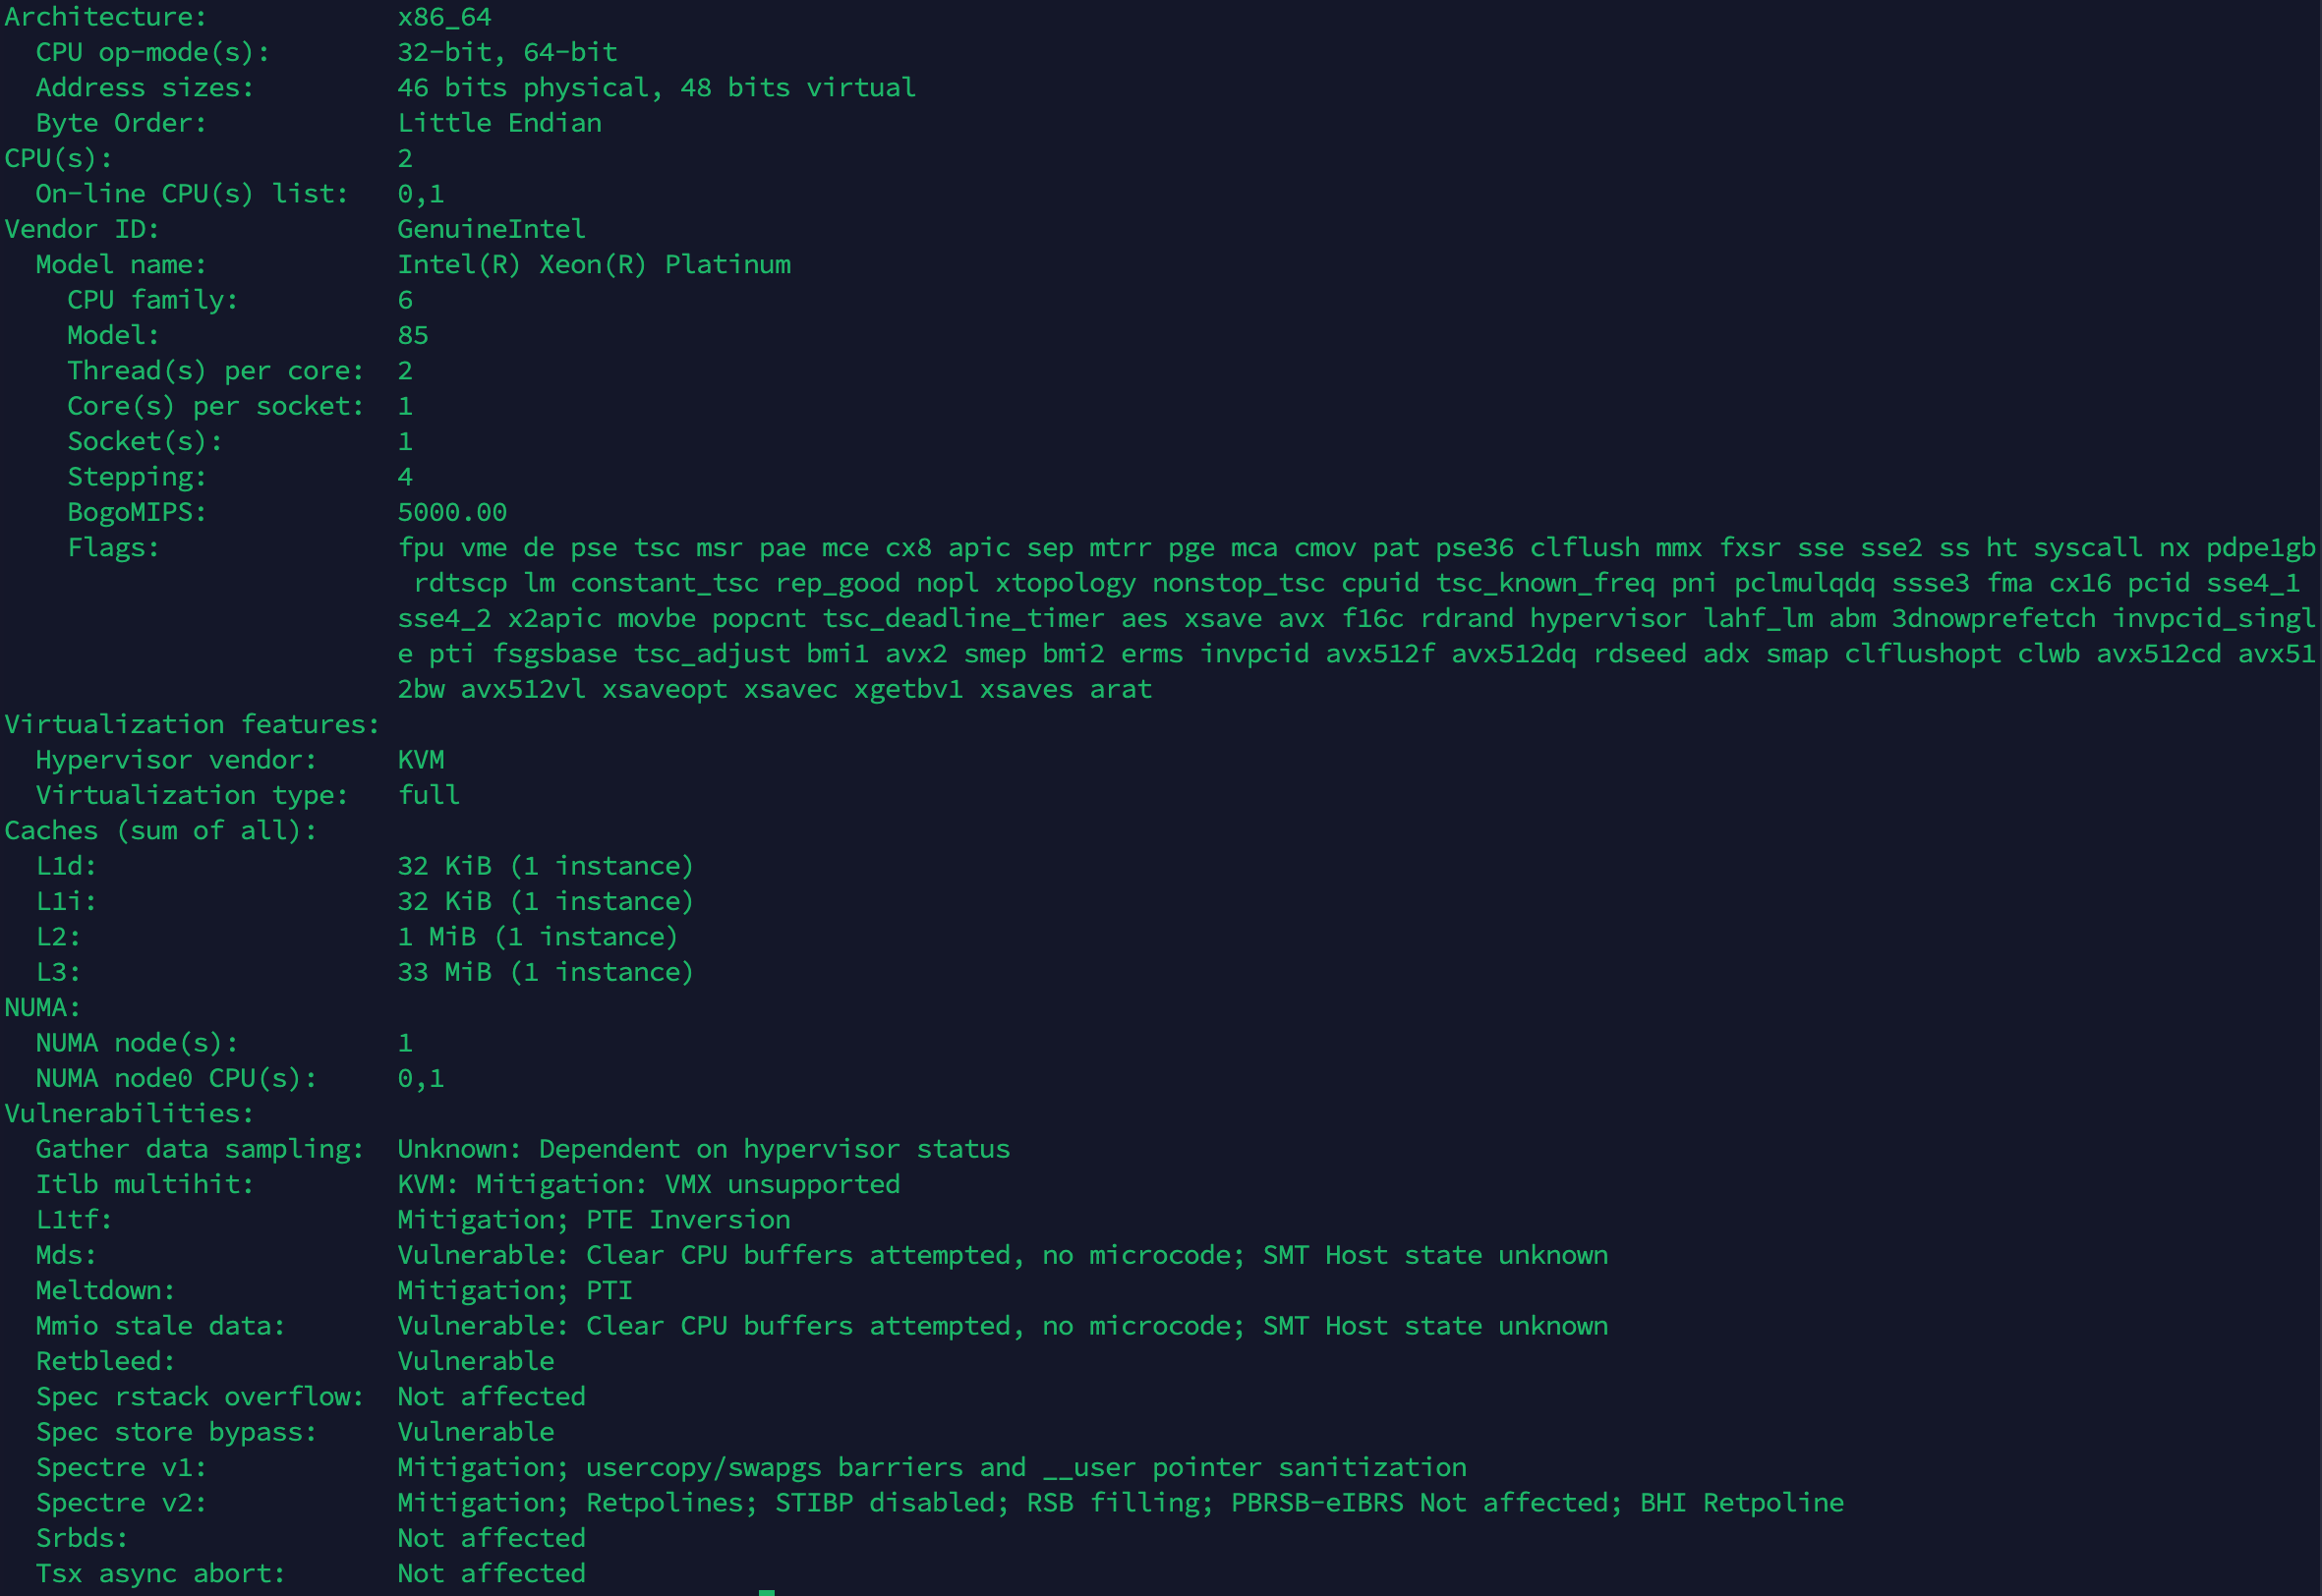 Architecture:            x86_64
  CPU op-mode(s):        32-bit, 64-bit
  Address sizes:         46 bits physical, 48 bits virtual
  Byte Order:            Little Endian
CPU(s):                  2
  On-line CPU(s) list:   0,1
Vendor ID:               GenuineIntel
  Model name:            Intel(R) Xeon(R) Platinum
    CPU family:          6
    Model:               85
    Thread(s) per core:  2
    Core(s) per socket:  1
    Socket(s):           1
    Stepping:            4
    BogoMIPS:            5000.00
    Flags:               fpu vme de pse tsc msr pae mce cx8 apic sep mtrr pge mca cmov pat pse36 clflush mmx fxsr sse sse2 ss ht syscall nx pdpe1gb
                          rdtscp lm constant_tsc rep_good nopl xtopology nonstop_tsc cpuid tsc_known_freq pni pclmulqdq ssse3 fma cx16 pcid sse4_1
                         sse4_2 x2apic movbe popcnt tsc_deadline_timer aes xsave avx f16c rdrand hypervisor lahf_lm abm 3dnowprefetch invpcid_singl
                         e pti fsgsbase tsc_adjust bmi1 avx2 smep bmi2 erms invpcid avx512f avx512dq rdseed adx smap clflushopt clwb avx512cd avx51
                         2bw avx512vl xsaveopt xsavec xgetbv1 xsaves arat
Virtualization features:
  Hypervisor vendor:     KVM
  Virtualization type:   full
Caches (sum of all):
  L1d:                   32 KiB (1 instance)
  L1i:                   32 KiB (1 instance)
  L2:                    1 MiB (1 instance)
  L3:                    33 MiB (1 instance)
NUMA:
  NUMA node(s):          1
  NUMA node0 CPU(s):     0,1
Vulnerabilities:
  Gather data sampling:  Unknown: Dependent on hypervisor status
  Itlb multihit:         KVM: Mitigation: VMX unsupported
  L1tf:                  Mitigation; PTE Inversion
  Mds:                   Vulnerable: Clear CPU buffers attempted, no microcode; SMT Host state unknown
  Meltdown:              Mitigation; PTI
  Mmio stale data:       Vulnerable: Clear CPU buffers attempted, no microcode; SMT Host state unknown
  Retbleed:              Vulnerable
  Spec rstack overflow:  Not affected
  Spec store bypass:     Vulnerable
  Spectre v1:            Mitigation; usercopy/swapgs barriers and __user pointer sanitization
  Spectre v2:            Mitigation; Retpolines; STIBP disabled; RSB filling; PBRSB-eIBRS Not affected; BHI Retpoline
  Srbds:                 Not affected
  Tsx async abort:       Not affected